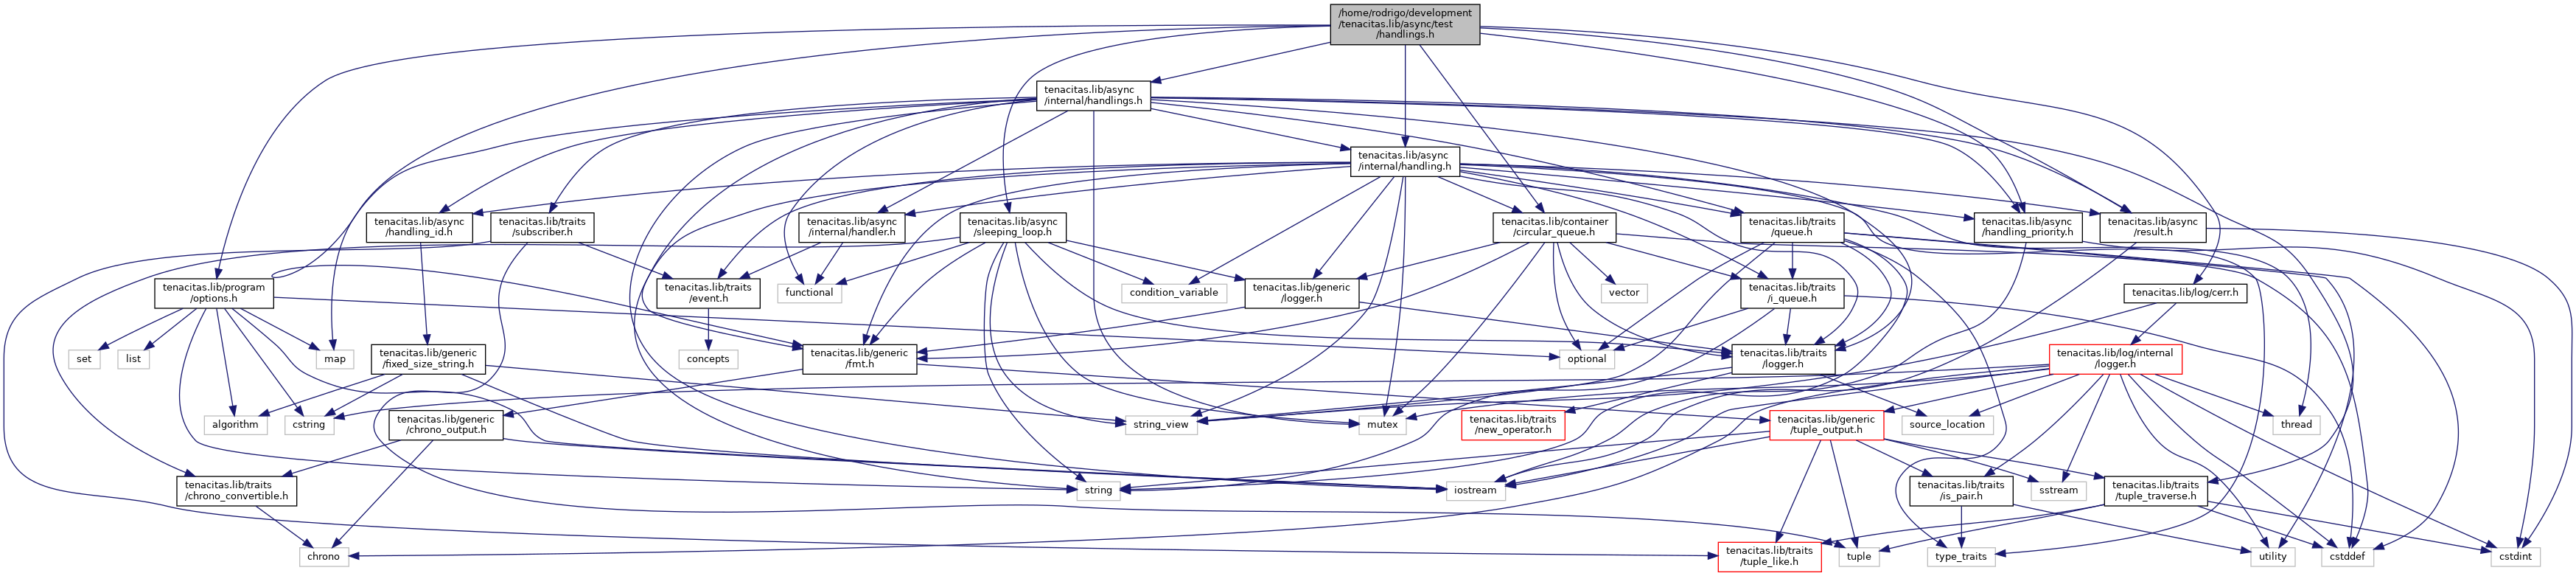 /home/rodrigo/development
/tenacitas.lib/async/test
/handlings.h
tenacitas.lib/async
/internal/handlings.h
tenacitas.lib/async
/internal/handling.h
tenacitas.lib/async
/handling_id.h
tenacitas.lib/traits
/subscriber.h
tenacitas.lib/async
/internal/handler.h
tenacitas.lib/async
/sleeping_loop.h
tenacitas.lib/container
/circular_queue.h
tenacitas.lib/traits
/queue.h
tenacitas.lib/async
/handling_priority.h
tenacitas.lib/async
/result.h
tenacitas.lib/program
/options.h
tenacitas.lib/traits
/event.h
functional
condition_variable
tenacitas.lib/generic
/logger.h
vector
tenacitas.lib/traits
/i_queue.h
tenacitas.lib/log/cerr.h
set
list
map
tenacitas.lib/generic
/fixed_size_string.h
concepts
tenacitas.lib/generic
/fmt.h
optional
tenacitas.lib/traits
/logger.h
tenacitas.lib/log/internal
/logger.h
algorithm
cstring
tenacitas.lib/generic
/chrono_output.h
string_view
mutex
tenacitas.lib/traits
/new_operator.h
tenacitas.lib/generic
/tuple_output.h
source_location
thread
tenacitas.lib/traits
/chrono_convertible.h
string
iostream
tenacitas.lib/traits
/is_pair.h
sstream
tenacitas.lib/traits
/tuple_traverse.h
chrono
tenacitas.lib/traits
/tuple_like.h
tuple
type_traits
utility
cstddef
cstdint